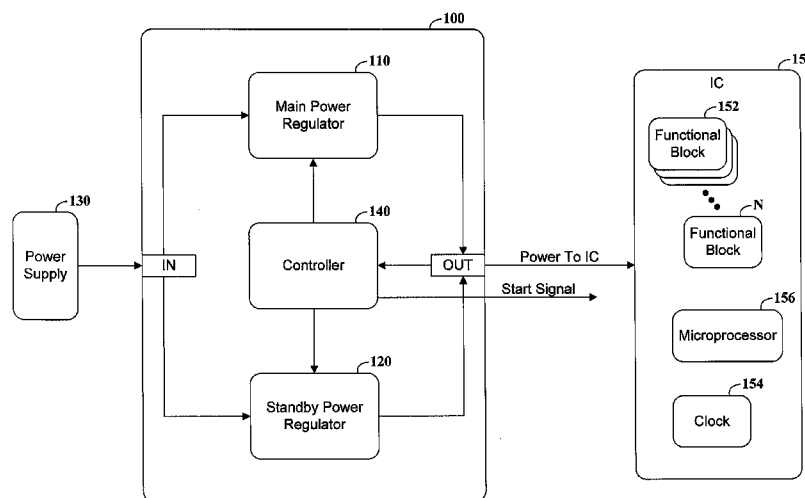 100
110
Main Power
Regulator
130
Power
Supply
IN
140
Controller
OUT
Power To IC
Start Signal
120
Standby Power
Regulator
IC
152
Functional
Block
N
Functional
Block
156
Microprocessor
154
Clock